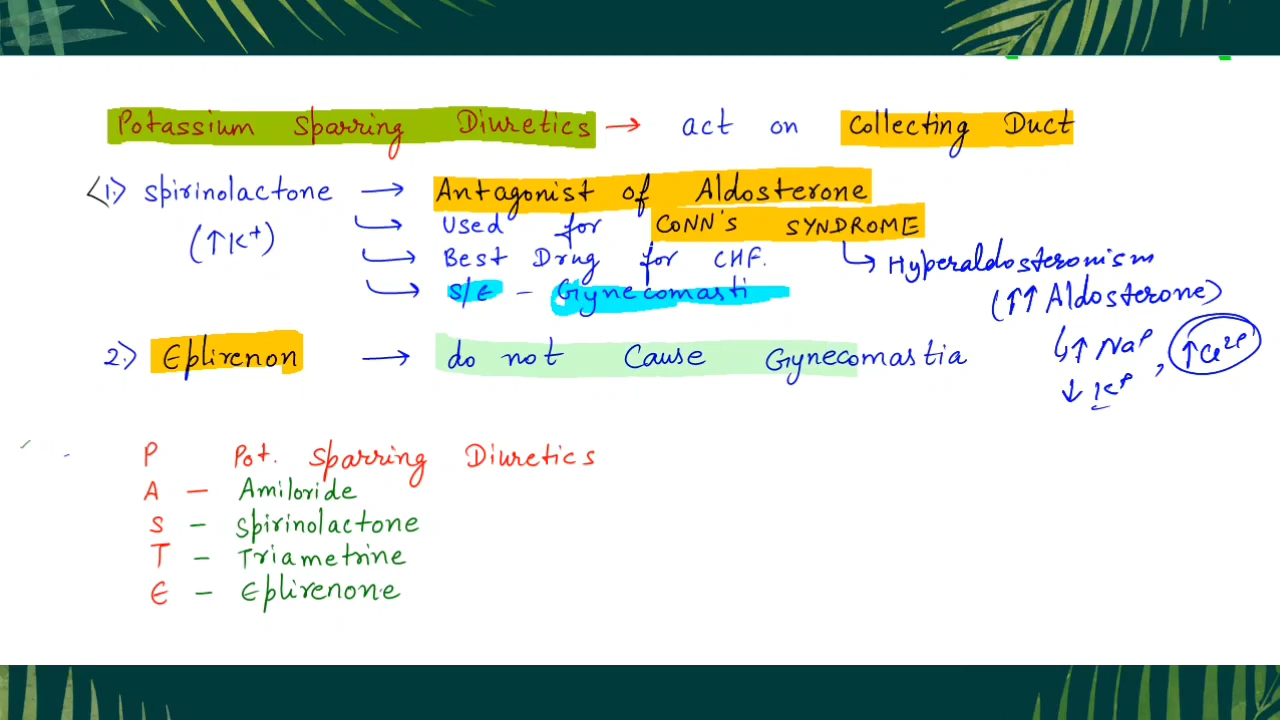 Potassium Sparring Diuretics → act on Collecting Duct
1.) Spirinolactone → Antagonist of Aldosterone
(↑K+)
Used for CONN'S SYNDROME
Hyperaldosteronism
(↑↑ Aldosterone)
Best Drug for CHF.
S/E - Gynecomasti
↑ Na+
↓ K+,
2.) Eplirenon → do not Cause Gynecomastia
P Pot. Sparring Diuretics
A - Amiloride
S - Spirinolactone
T - Triametrine
E - Eplirenone